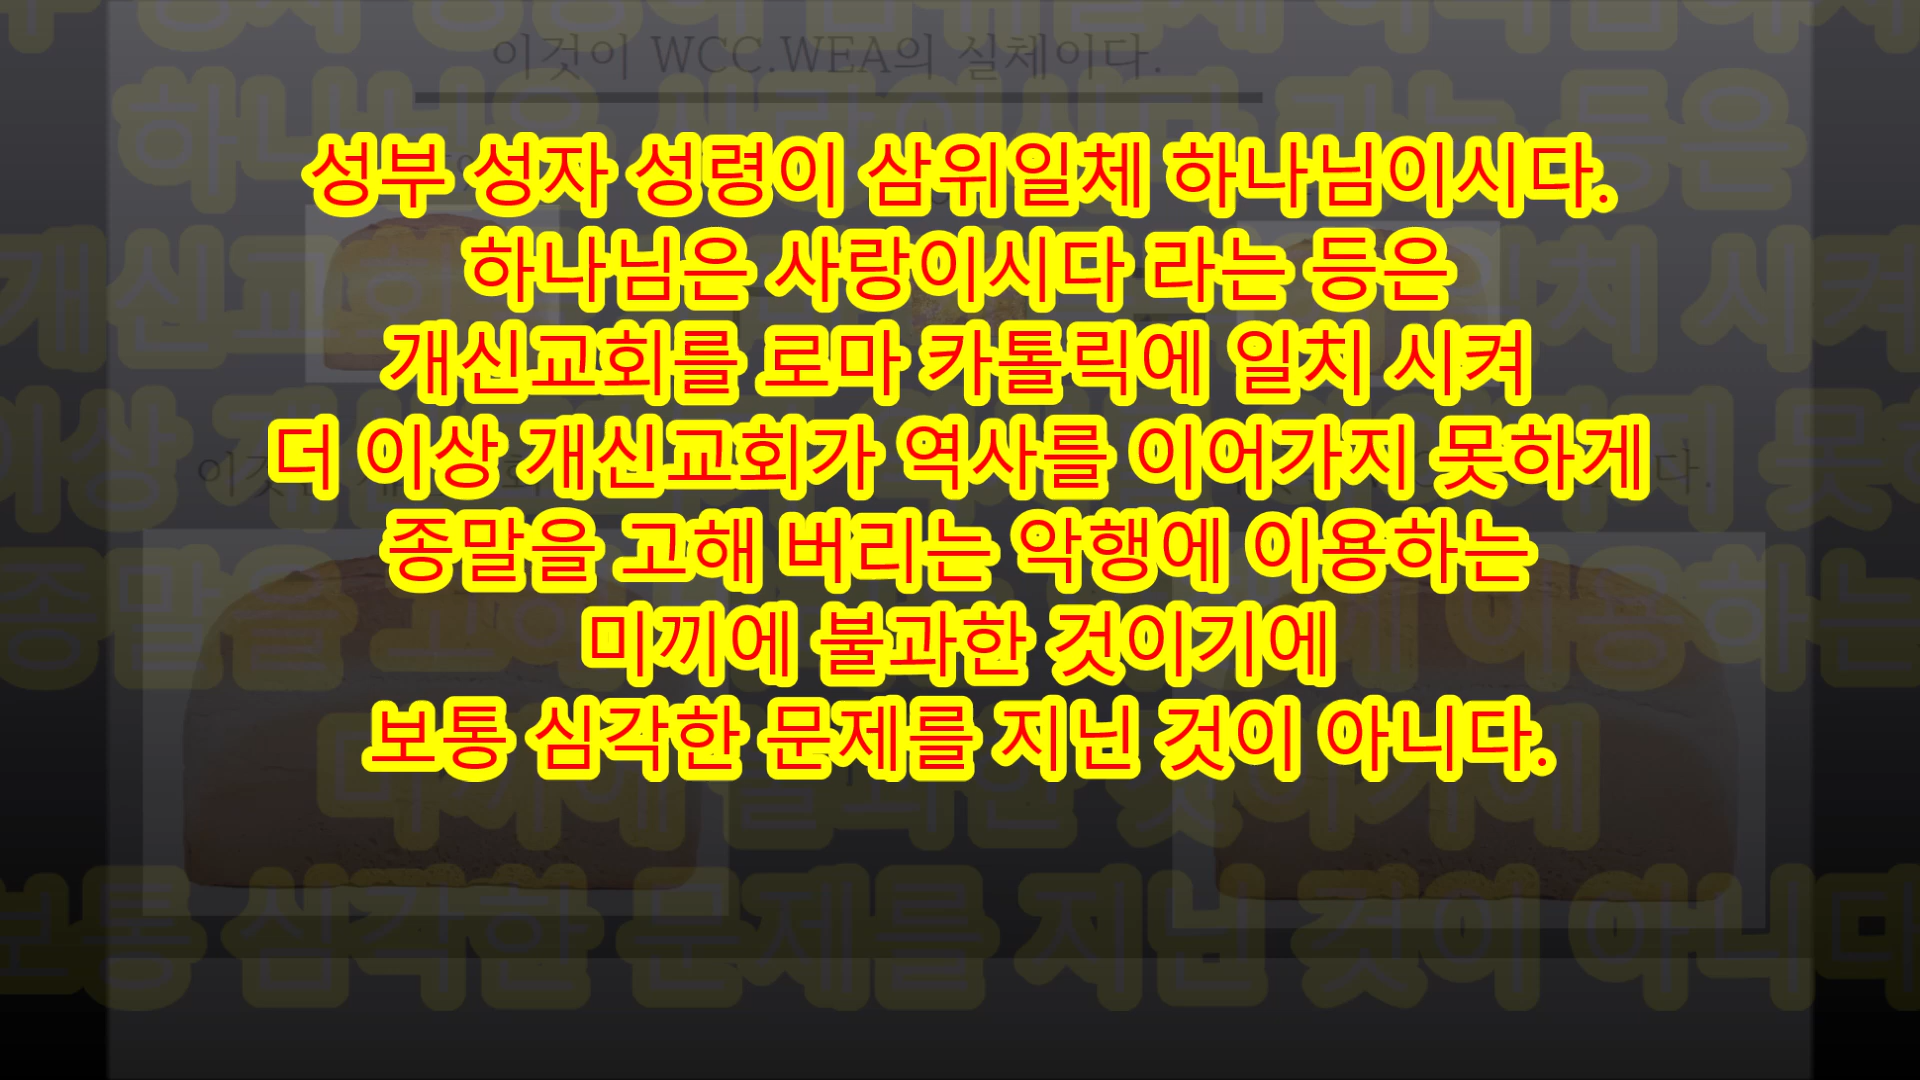 이것이 WCC.WEA의 실체이다.
성부 성자 성령이 삼위일체 하나님이시다.
하나님은 사랑이시다 라는 등은
개신교회를 로마 카톨릭에 일치 시켜
더 이상 개신교회가 역사를 이어가지 못하게
종말을 고해 버리는 악행에 이용하는
미끼에 불과한 것이기에
보통 심각한 문제를 지닌 것이 아니다.